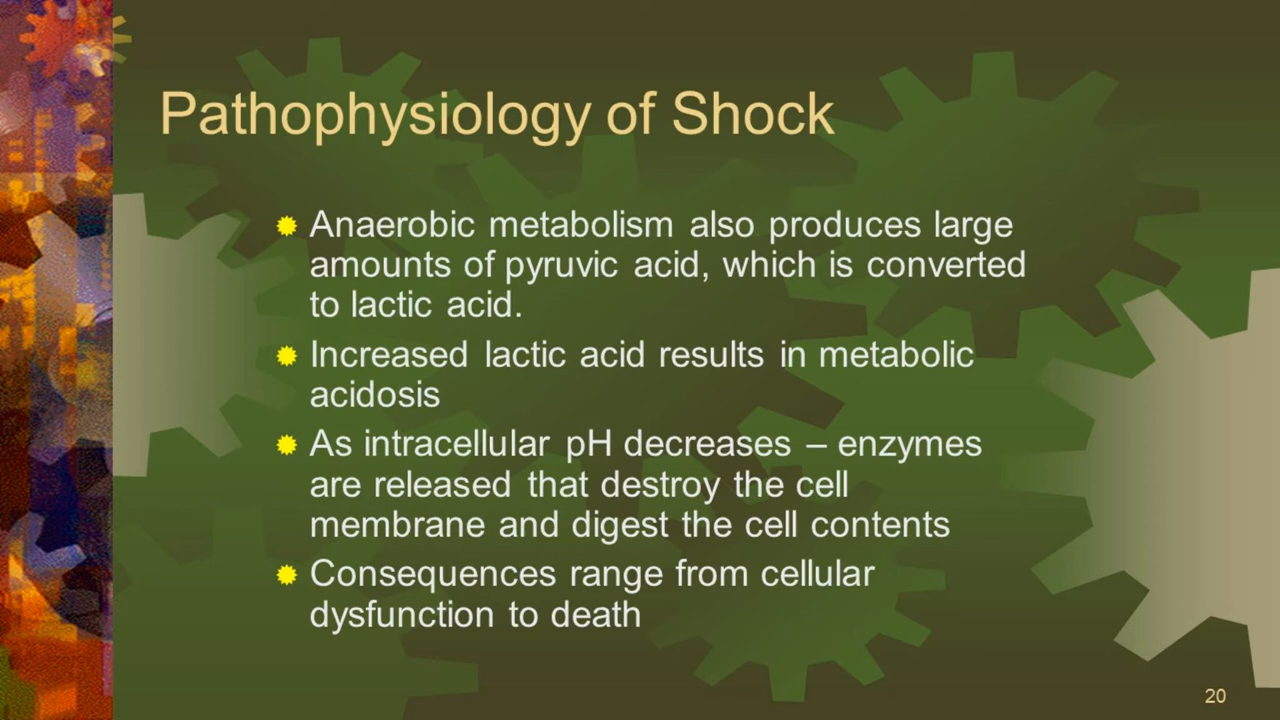 Pathophysiology of Shock
Anaerobic metabolism also produces large
amounts of pyruvic acid, which is converted
to lactic acid.
Increased lactic acid results in metabolic
acidosis
As intracellular pH decreases – enzymes
are released that destroy the cell
membrane and digest the cell contents
Consequences range from cellular
dysfunction to death
20